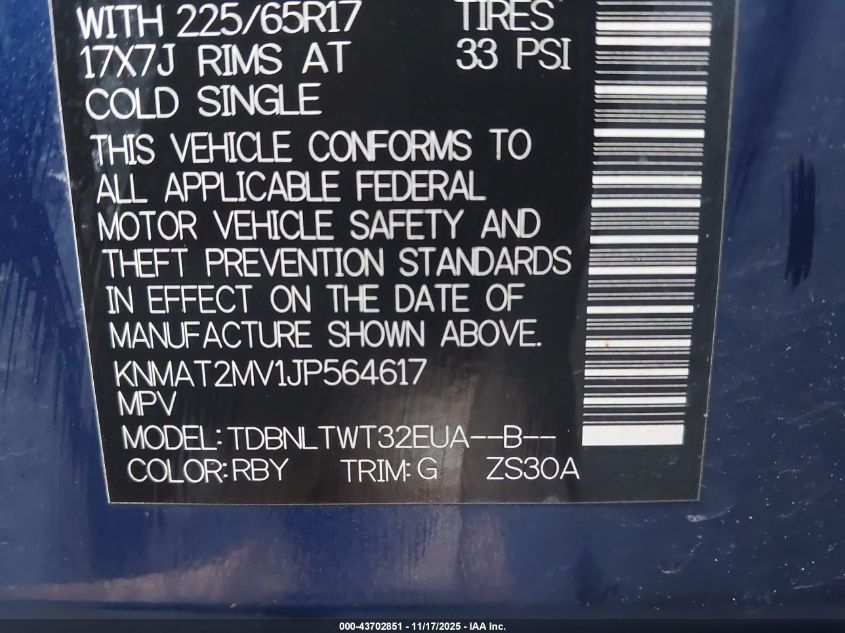 WITH 225/65R17 TIRES
17X7J RIMS AT 33 PSI
COLD SINGLE
THIS VEHICLE CONFORMS TO
ALL APPLICABLE FEDERAL
MOTOR VEHICLE SAFETY AND
THEFT PREVENTION STANDARDS
IN EFFECT ON THE DATE OF
MANUFACTURE SHOWN ABOVE.
KNMAT2MV1JP564617
MPV
MODEL:TDBNLTWT32EUA--B--
COLOR:RBY TRIM:G ZS30A
000-43702851 - 11/17/2025 - IAA Inc.